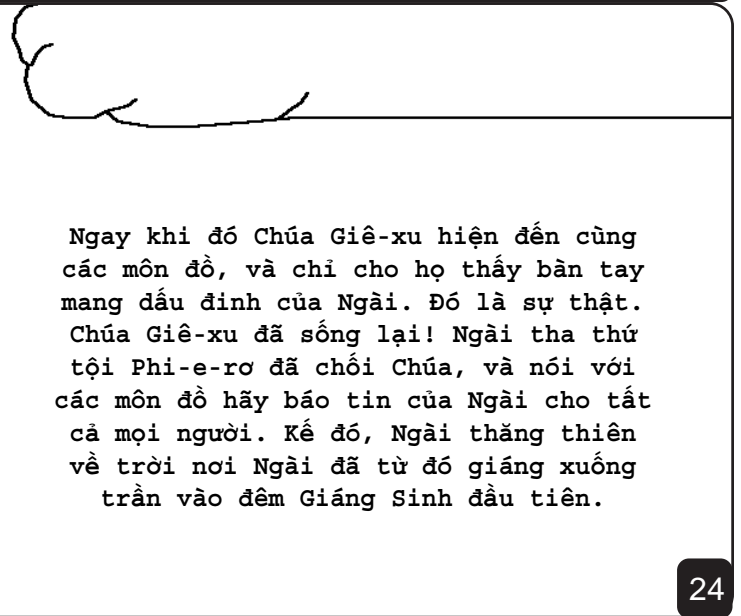 Ngay khi đó Chúa Giê-xu hiện đến cùng
các môn đồ, và chỉ cho họ thấy bàn tay
mang dấu đinh của Ngài. Đó là sự thật.
Chúa Giê-xu đã sống lại! Ngài tha thứ
tội Phi-e-rơ đã chối Chúa, và nói với
các môn đồ hãy báo tin của Ngài cho tất
cả mọi người. Kế đó, Ngài thăng thiên
về trời nơi Ngài đã từ đó giáng xuống
trần vào đêm Giáng Sinh đầu tiên.
24